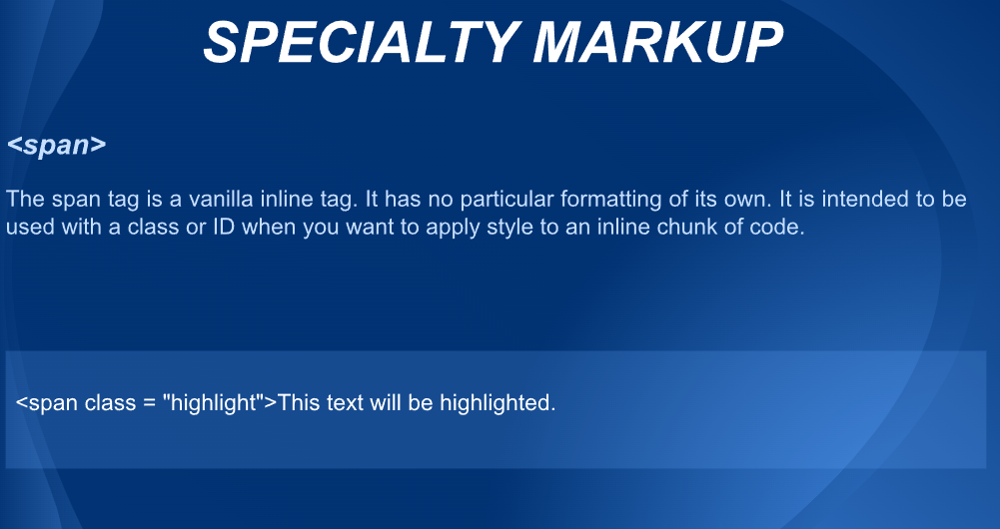 SPECIALTY MARKUP
<span>
The span tag is a vanilla inline tag. It has no particular formatting of its own. It is intended to be
used with a class or ID when you want to apply style to an inline chunk of code.
<span class = "highlight">This text will be highlighted.